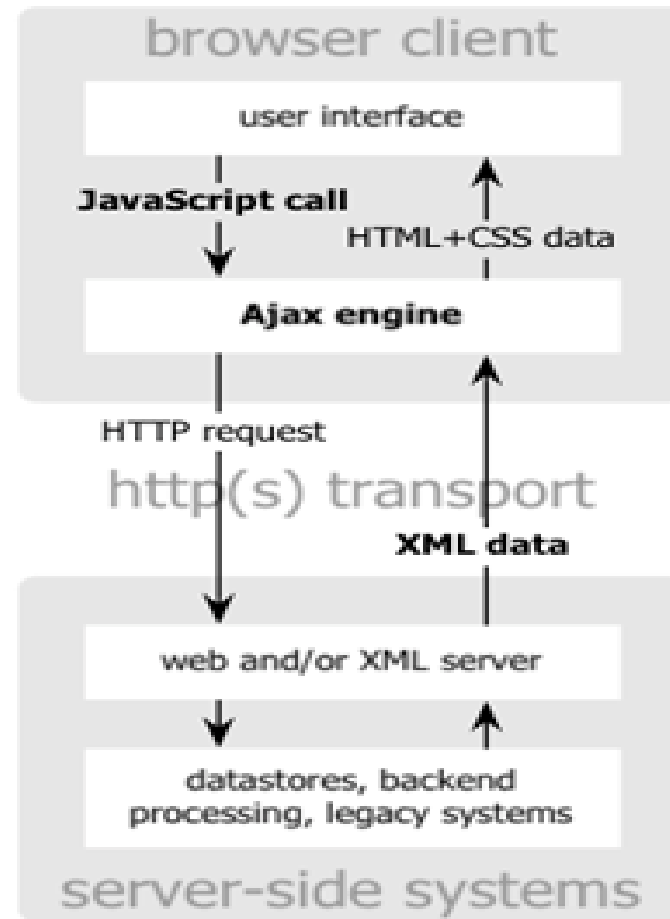 browser client
user interface
JavaScript call
HTML+CSS data
Ajax engine
HTTP request
http(s) transport
XML data
web and/or XML server
datastores, backend
processing, legacy systems
server-side systems